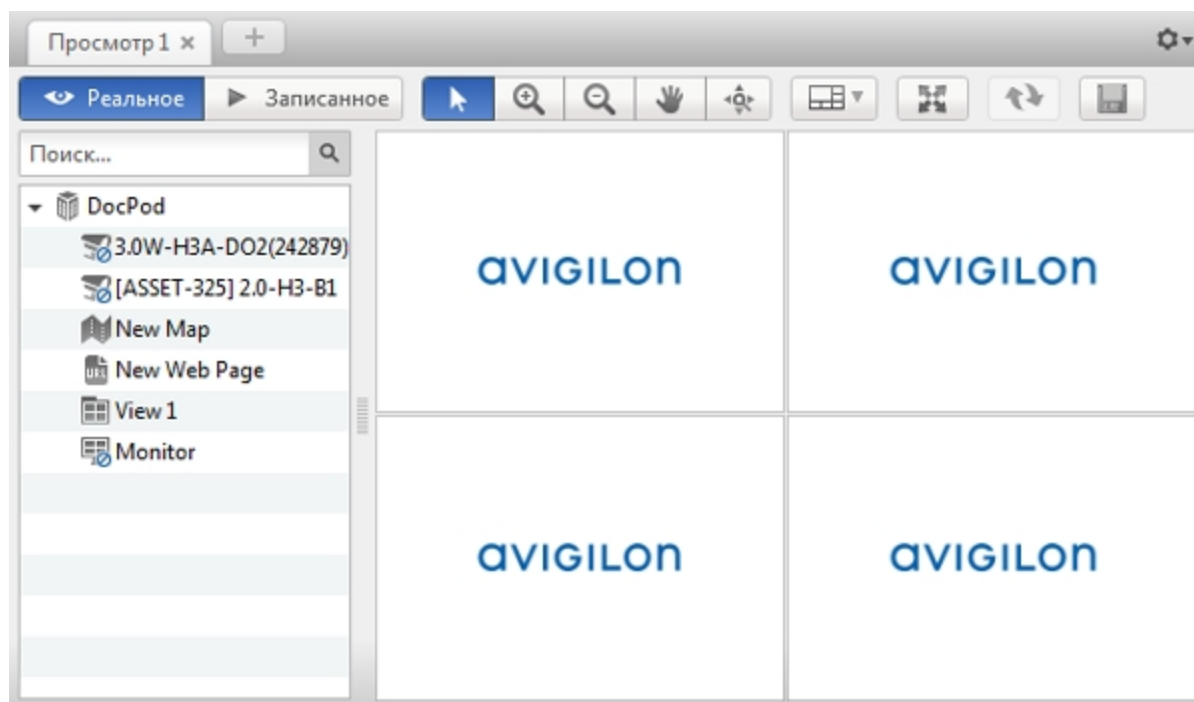 Просмотр 1
Реальное
Записанное
Поиск...
DocPod
3.0W-H3A-DO2(242879)
[ASSET-325] 2.0-H3-B1
New Map
URL
New Web Page
View 1
Monitor
avigilon
avigilon
avigilon
avigilon